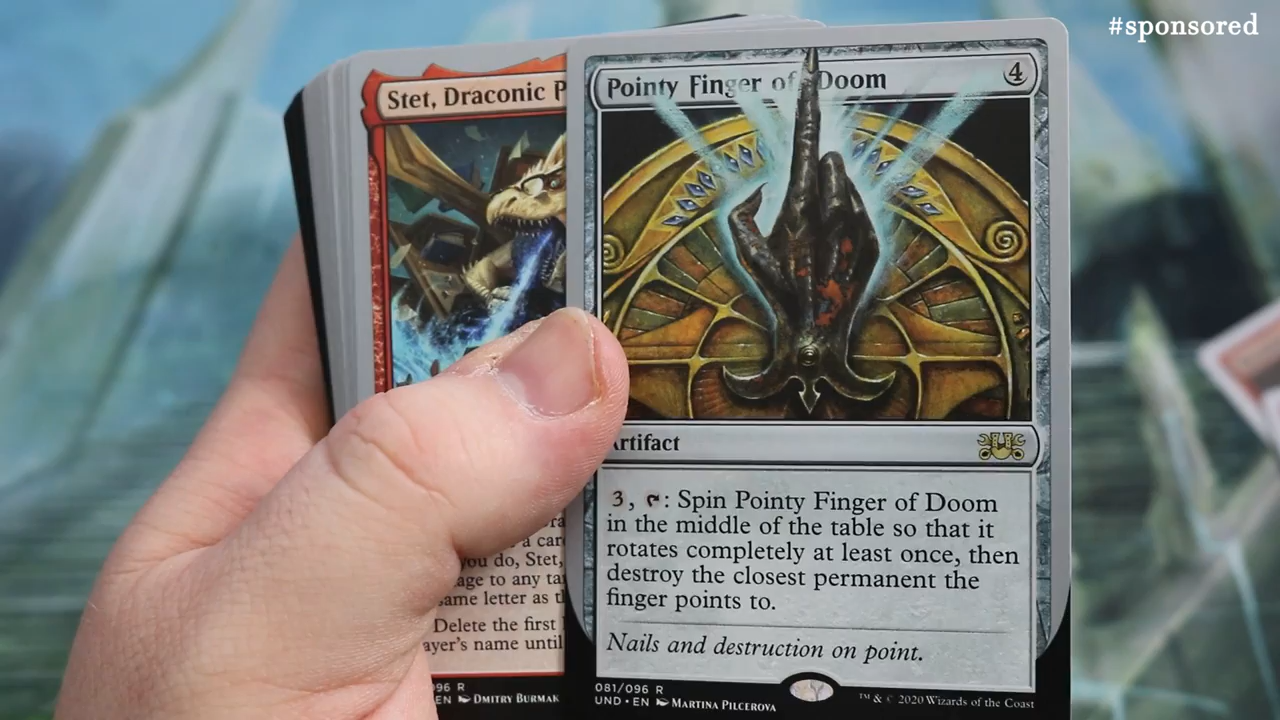 #sponsored
Stet, Draconic P
Pointy Finger of Doom
4
Artifact
3, : Spin Pointy Finger of Doom
in the middle of the table so that it
rotates completely at least once, then
destroy the closest permanent the
finger points to.
Nails and destruction on point.
081/096 R
UND • EN MARTINA PILCEROVA
™ & © 2020 Wizards of the Coast
a car
you do, Stet,
age to any ta
ame letter as t
Delete the first
ayer's name until
96 R
EN DMITRY BURMAK